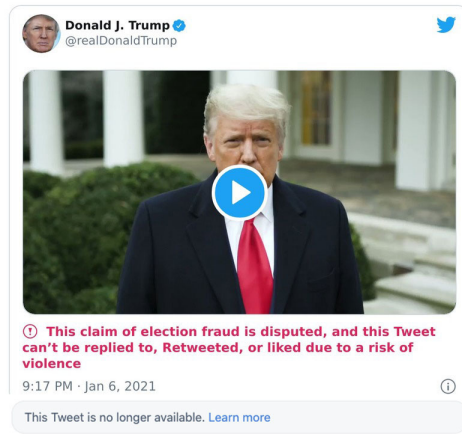 Donald J. Trump
@realDonaldTrump
This claim of election fraud is disputed, and this Tweet
can't be replied to, Retweeted, or liked due to a risk of
violence
9:17 PM · Jan 6, 2021
This Tweet is no longer available. Learn more